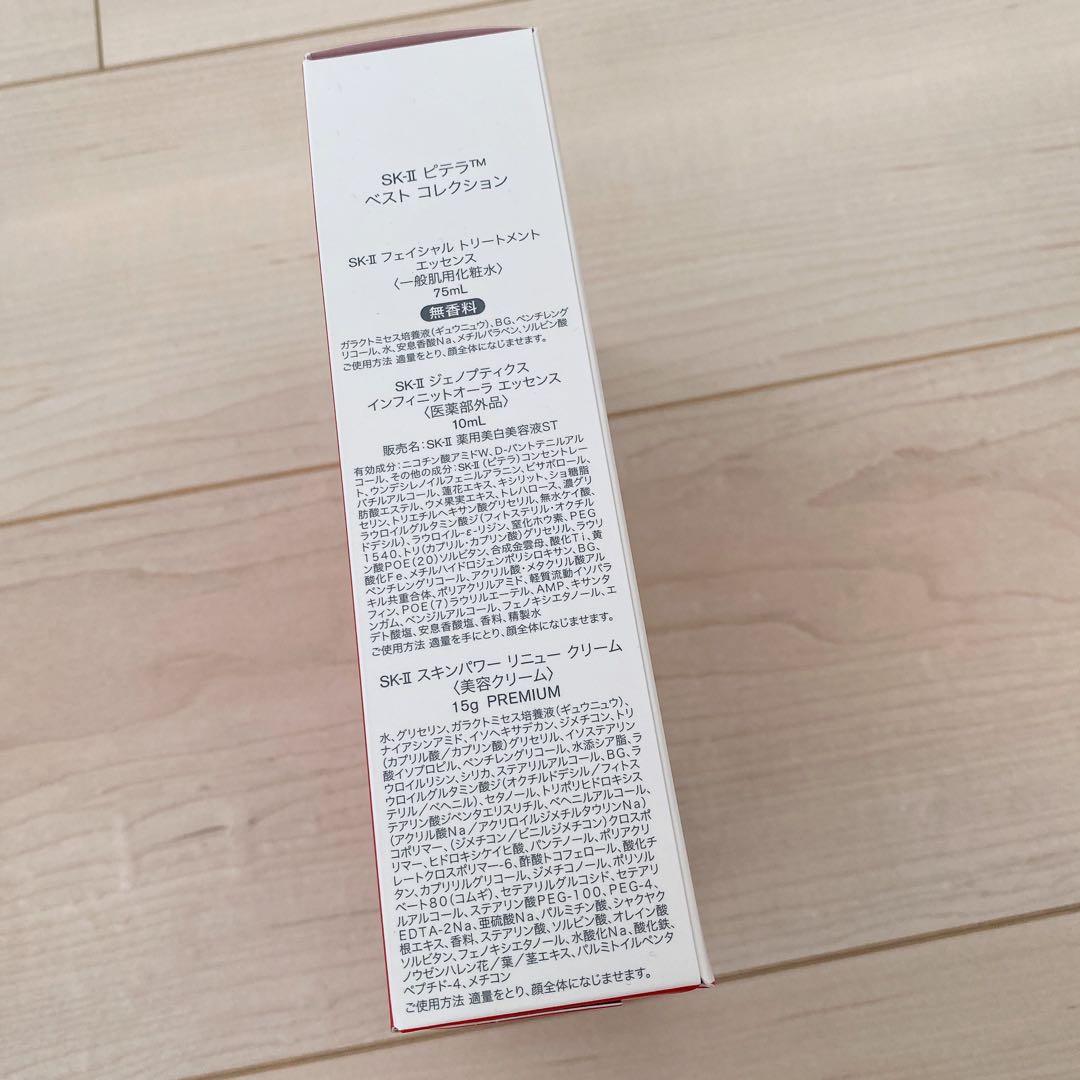 SK-II ピテラ™
ベスト コレクション
SK-II フェイシャル トリートメント
エッセンス
〈一般肌用化粧水〉
75mL
無香料
ガラクトミセス培養液(ギュウニュウ)、BG、ペンチレング
リコール、水、安息香酸Na、メチルパラベン、ソルビン酸
ご使用方法 適量をとり、顔全体になじませます。
SK-II ジェノプティクス
インフィニットオーラ エッセンス
〈医薬部外品〉
10mL
販売名:SK-II 薬用美白美容液ST
有効成分:ニコチン酸アミドW、D-パントテニルアル
コール、その他の成分:SK-II (ピテラ)コンセントレー
ト、ウンデシレノイルフェニルアラニン、ビサボロール、
バチルアルコール、蓮花エキス、キシリット、ショ糖脂
肪酸エステル、ウメ果実エキス、トレハロース、濃グリ
セリン、トリエチルヘキサン酸グリセリル、無水ケイ酸、
ラウロイルグルタミン酸ジ(フィトステリル・オクチル
ドデシル)、ラウロイル-ε-リジン、窒化ホウ素、PEG
1540、トリ(カプリル・カプリン酸)グリセリル、ラウリ
ン酸POE(20)ソルビタン、合成金雲母、酸化Ti、黄
酸化Fe、メチルハイドロジェンポリシロキサン、BG、
ペンチレングリコール、アクリル酸・メタクリル酸アル
キル共重合体、ポリアクリルアミド、軽質流動イソパラ
フィン、POE(7)ラウリルエーテル、AMP、キサンタ
ンガム、ベンジルアルコール、フェノキシエタノール、エ
デト酸塩、安息香酸塩、香料、精製水
ご使用方法 適量を手にとり、顔全体になじませます。
SK-II スキンパワー リニュー クリーム
〈美容クリーム〉
15g PREMIUM
水、グリセリン、ガラクトミセス培養液(ギュウニュウ)、
ナイアシンアミド、イソヘキサデカン、ジメチコン、トリ
(カプリル酸/カプリン酸)グリセリル、イソステアリン
酸イソプロピル、ペンチレングリコール、水添シア脂、ラ
ウロイルリシン、シリカ、ステアリルアルコール、BG、ラ
ウロイルグルタミン酸ジ(オクチルドデシル/フィトス
テリル/ベヘニル)、セタノール、トリポリヒドロキシス
テアリン酸ジペンタエリスリチル、ベヘニルアルコール、
(アクリル酸Na/アクリロイルジメチルタウリンNa)
コポリマー、(ジメチコン/ビニルジメチコン)クロスポ
リマー、ヒドロキシケイヒ酸、パンテノール、ポリアクリ
レートクロスポリマー-6、酢酸トコフェロール、酸化チ
タン、カプリリルグリコール、ジメチコノール、ポリソル
ベート80(コムギ)、セテアリルグルコシド、セテアリ
ルアルコール、ステアリン酸PEG-100、PEG-4、
EDTA-2Na、亜硫酸Na、パルミチン酸、シャクヤク
根エキス、香料、ステアリン酸、ソルビン酸、オレイン酸
ソルビタン、フェノキシエタノール、水酸化Na、酸化鉄、
ノウゼンハレン花/葉/茎エキス、パルミトイルペンタ
ペプチド-4、メチコン
ご使用方法 適量をとり、顔全体になじませます。